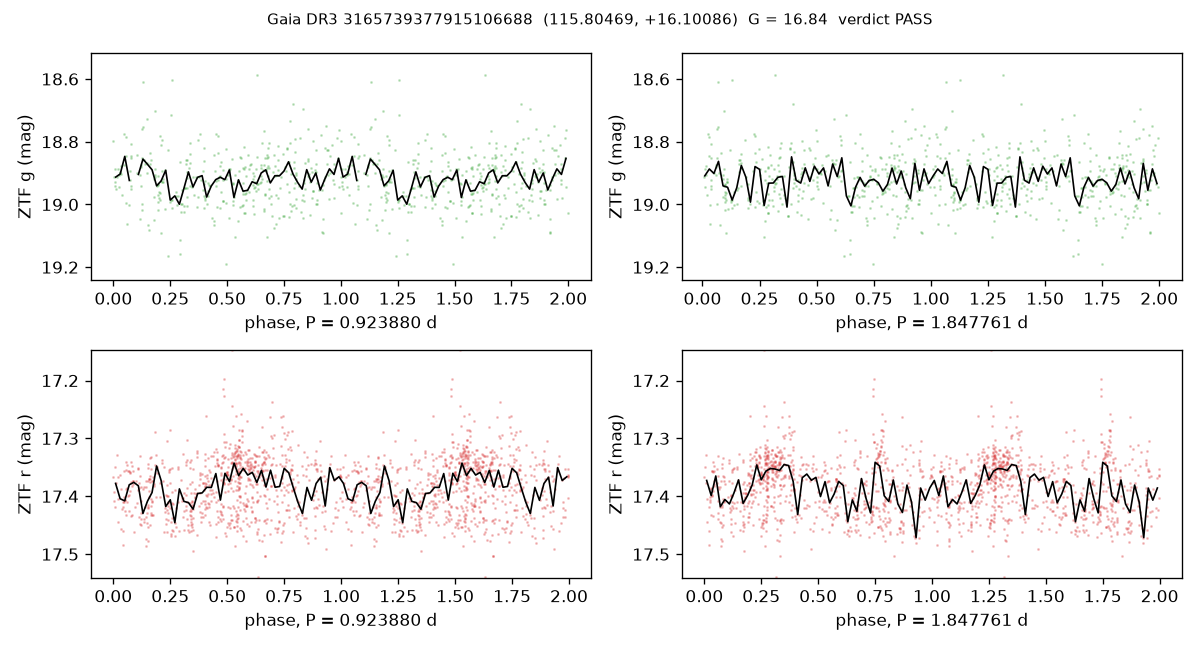 Gaia DR3 3165739377915106688  (115.80469, +16.10086)  G = 16.84  verdict PASS
ZTF g (mag)
18.6
18.8
19.0
19.2
0.00 0.25 0.50 0.75 1.00 1.25 1.50 1.75 2.00
phase, P = 0.923880 d
ZTF g (mag)
18.6
18.8
19.0
19.2
0.00 0.25 0.50 0.75 1.00 1.25 1.50 1.75 2.00
phase, P = 1.847761 d
ZTF r (mag)
17.2
17.3
17.4
17.5
0.00 0.25 0.50 0.75 1.00 1.25 1.50 1.75 2.00
phase, P = 0.923880 d
ZTF r (mag)
17.2
17.3
17.4
17.5
0.00 0.25 0.50 0.75 1.00 1.25 1.50 1.75 2.00
phase, P = 1.847761 d